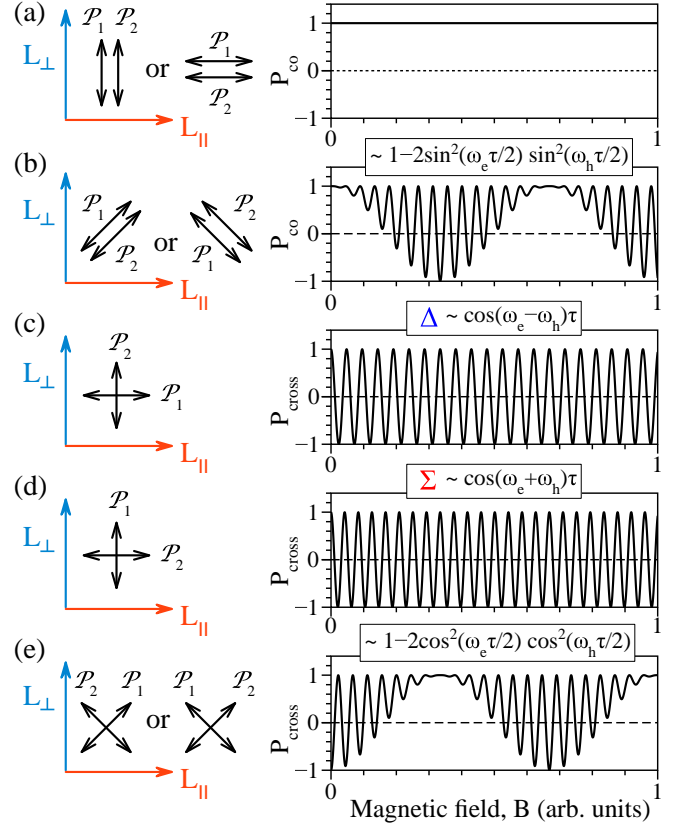 (a)
L⊥
𝒫1 𝒫2
or
𝒫1
𝒫2
L||
Pco
1
0
−1
0
1
~ 1−2sin²(ωeτ/2) sin²(ωhτ/2)
(b)
L⊥
𝒫1
𝒫2
or
𝒫2
𝒫1
L||
Pco
1
0
−1
0
1
Δ ~ cos(ωe−ωh)τ
(c)
L⊥
𝒫2
𝒫1
L||
Pcross
1
0
−1
0
1
Σ ~ cos(ωe+ωh)τ
(d)
L⊥
𝒫1
𝒫2
L||
Pcross
1
0
−1
0
1
~ 1−2cos²(ωeτ/2) cos²(ωhτ/2)
(e)
L⊥
𝒫2 𝒫1
or
𝒫1 𝒫2
L||
Pcross
1
0
−1
0
1
Magnetic field, B (arb. units)